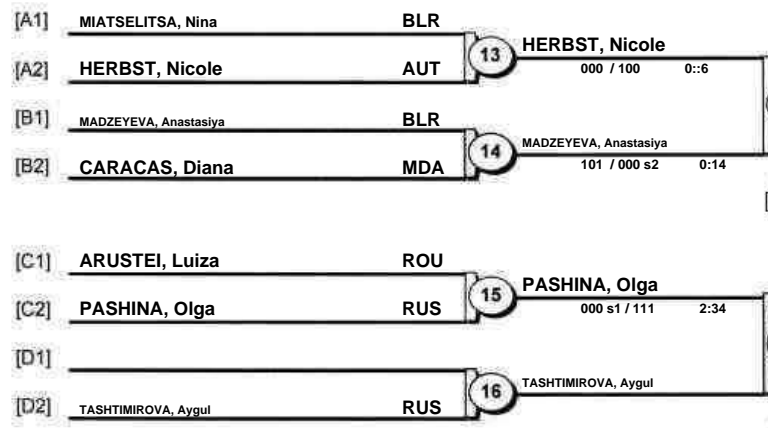 [A1] MIATSELITSA, Nina BLR
13 HERBST, Nicole
[A2] HERBST, Nicole AUT
000 / 100 0::6
[B1] MADZEYEVA, Anastasiya BLR
14 MADZEYEVA, Anastasiya
[B2] CARACAS, Diana MDA
101 / 000 s2 0:14
[C1] ARUSTEI, Luiza ROU
15 PASHINA, Olga
[C2] PASHINA, Olga RUS
000 s1 / 111 2:34
[D1]
16 TASHTIMIROVA, Aygul
[D2] TASHTIMIROVA, Aygul RUS